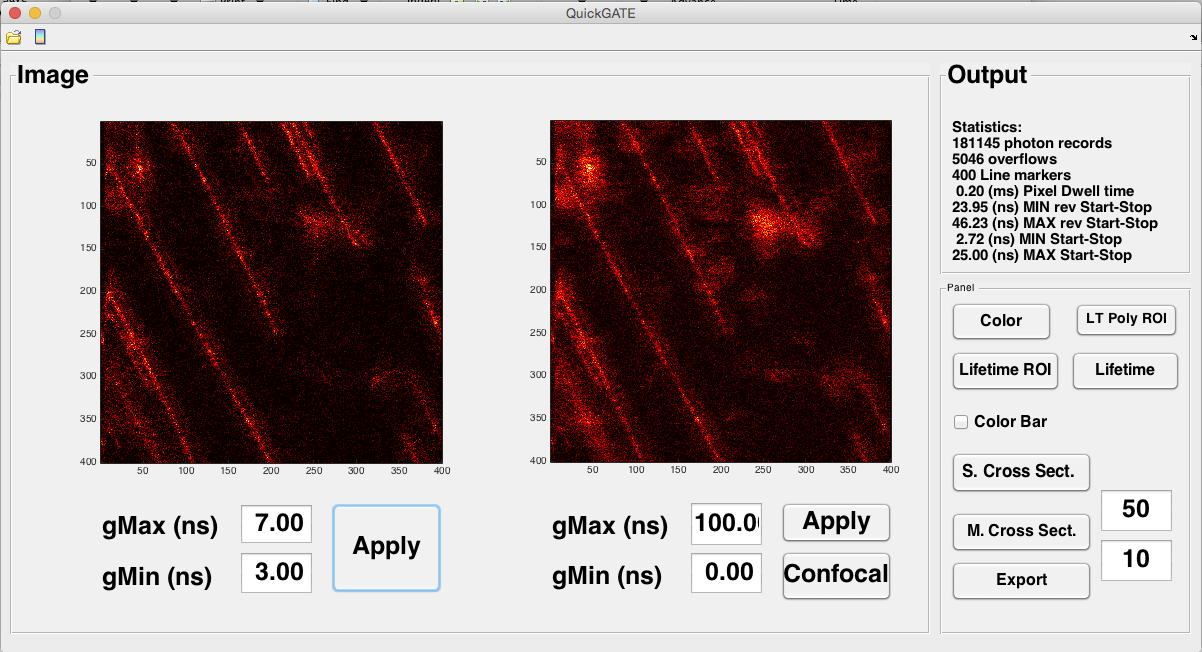 QuickGATE
Image
50
100
150
200
250
300
350
400
50
100
150
200
250
300
350
400
gMax (ns)
7.00
gMin (ns)
3.00
Apply
50
100
150
200
250
300
350
400
50
100
150
200
250
300
350
400
gMax (ns)
100.0
gMin (ns)
0.00
Apply
Confocal
Output
Statistics:
181145 photon records
5046 overflows
400 Line markers
0.20 (ms) Pixel Dwell time
23.95 (ns) MIN rev Start-Stop
46.23 (ns) MAX rev Start-Stop
2.72 (ns) MIN Start-Stop
25.00 (ns) MAX Start-Stop
Panel
Color
LT Poly ROI
Lifetime ROI
Lifetime
Color Bar
S. Cross Sect.
50
M. Cross Sect.
10
Export